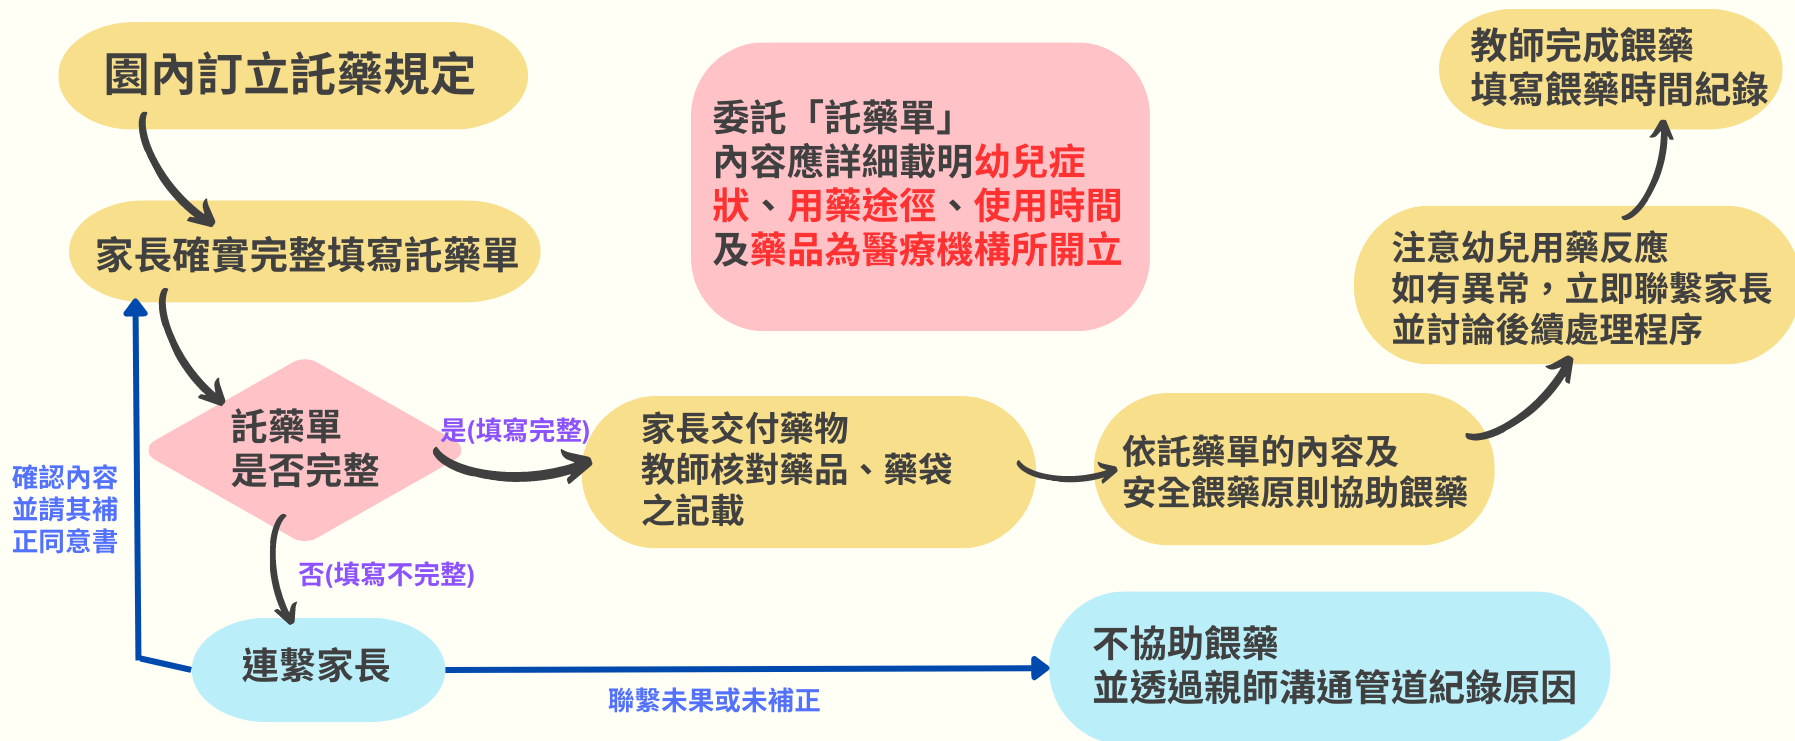 園內訂立託藥規定
家長確實完整填寫託藥單
託藥單
是否完整
是(填寫完整)
否(填寫不完整)
連繫家長
確認內容
並請其補
正同意書
聯繫未果或未補正
不協助餵藥
並透過親師溝通管道紀錄原因
家長交付藥物
教師核對藥品、藥袋
之記載
依託藥單的內容及
安全餵藥原則協助餵藥
注意幼兒用藥反應
如有異常，立即聯繫家長
並討論後續處理程序
教師完成餵藥
填寫餵藥時間紀錄
委託「託藥單」
內容應詳細載明幼兒症
狀、用藥途徑、使用時間
及藥品為醫療機構所開立